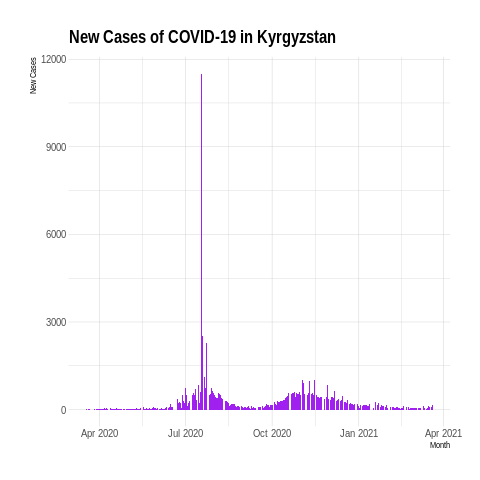 New Cases of COVID-19 in Kyrgyzstan
New Cases
12000
9000
6000
3000
0
Apr 2020 Jul 2020 Oct 2020 Jan 2021 Apr 2021
Month